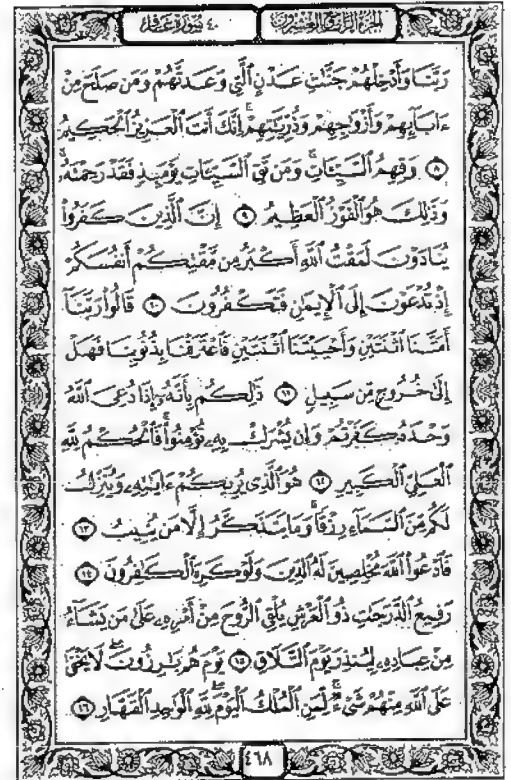 الجزء الرابع والعشرون
٤٠ سورة غافر
رَبَّنَا وَأَدْخِلْهُمْ جَنَّٰتِ عَدْنٍ ٱلَّتِى وَعَدتَّهُمْ وَمَن صَلَحَ مِنْ
ءَابَآئِهِمْ وَأَزْوَٰجِهِمْ وَذُرِّيَّٰتِهِمْ ۚ إِنَّكَ أَنتَ ٱلْعَزِيزُ ٱلْحَكِيمُ
٨ وَقِهِمُ ٱلسَّيِّـَٔاتِ ۚ وَمَن تَقِ ٱلسَّيِّـَٔاتِ يَوْمَئِذٍ فَقَدْ رَحِمْتَهُۥ ۚ
وَذَٰلِكَ هُوَ ٱلْفَوْزُ ٱلْعَظِيمُ ٩ إِنَّ ٱلَّذِينَ كَفَرُوا۟
يُنَادَوْنَ لَمَقْتُ ٱللَّهِ أَكْبَرُ مِن مَّقْتِكُمْ أَنفُسَكُمْ
إِذْ تُدْعَوْنَ إِلَى ٱلْإِيمَٰنِ فَتَكْفُرُونَ ١٠ قَالُوا۟ رَبَّنَآ
أَمَتَّنَا ٱثْنَتَيْنِ وَأَحْيَيْتَنَا ٱثْنَتَيْنِ فَٱعْتَرَفْنَا بِذُنُوبِنَا فَهَلْ
إِلَىٰ خُرُوجٍ مِّن سَبِيلٍ ١١ ذَٰلِكُم بِأَنَّهُۥٓ إِذَا دُعِىَ ٱللَّهُ
وَحْدَهُۥ كَفَرْتُمْ ۖ وَإِن يُشْرَكْ بِهِۦ تُؤْمِنُوا۟ ۚ فَٱلْحُكْمُ لِلَّهِ
ٱلْعَلِىِّ ٱلْكَبِيرِ ١٢ هُوَ ٱلَّذِى يُرِيكُمْ ءَايَٰتِهِۦ وَيُنَزِّلُ
لَكُم مِّنَ ٱلسَّمَآءِ رِزْقًا ۚ وَمَا يَتَذَكَّرُ إِلَّا مَن يُنِيبُ ١٣
فَٱدْعُوا۟ ٱللَّهَ مُخْلِصِينَ لَهُ ٱلدِّينَ وَلَوْ كَرِهَ ٱلْكَٰفِرُونَ ١٤
رَفِيعُ ٱلدَّرَجَٰتِ ذُو ٱلْعَرْشِ يُلْقِى ٱلرُّوحَ مِنْ أَمْرِهِۦ عَلَىٰ مَن يَشَآءُ
مِنْ عِبَادِهِۦ لِيُنذِرَ يَوْمَ ٱلتَّلَاقِ ١٥ يَوْمَ هُم بَٰرِزُونَ ۖ لَا يَخْفَىٰ
عَلَى ٱللَّهِ مِنْهُمْ شَىْءٌ ۚ لِّمَنِ ٱلْمُلْكُ ٱلْيَوْمَ ۖ لِلَّهِ ٱلْوَٰحِدِ ٱلْقَهَّارِ ١٦
٤٦٨